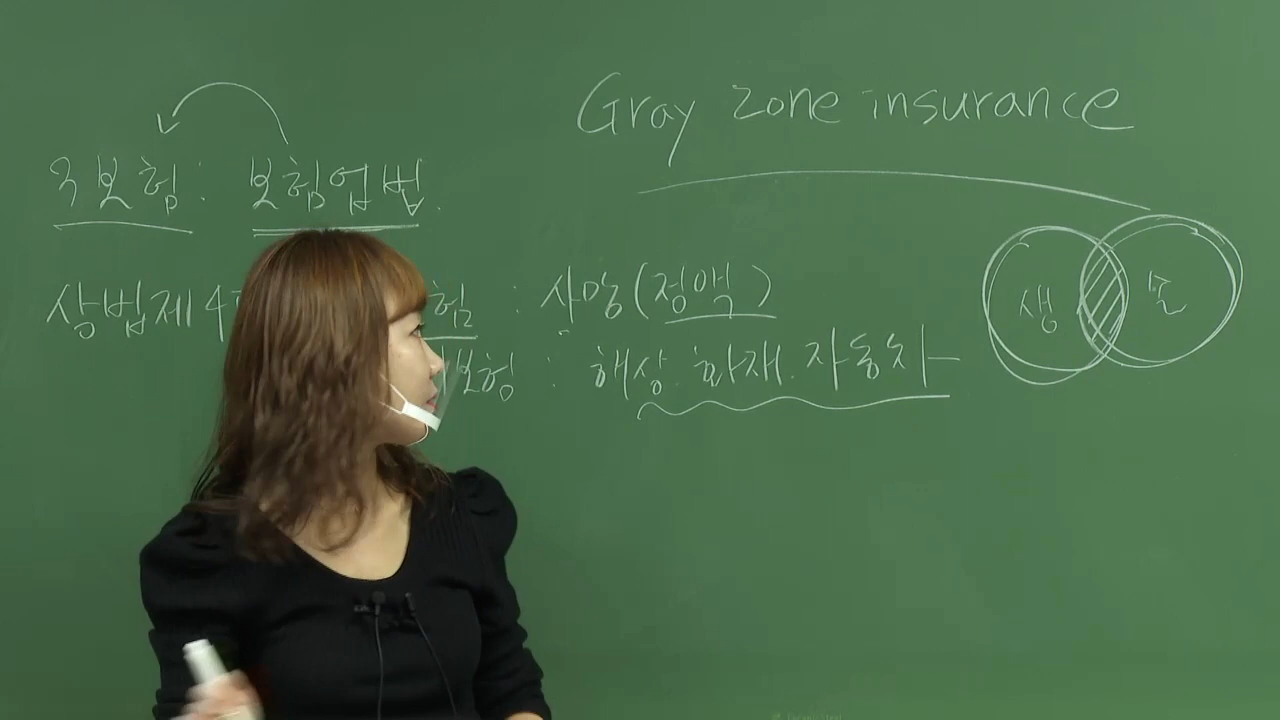 Gray zone insurance
3보험 : 보험업법.
상법제4 험 : 사망(정액)
보험 : 해상. 화재. 자동차
생 손